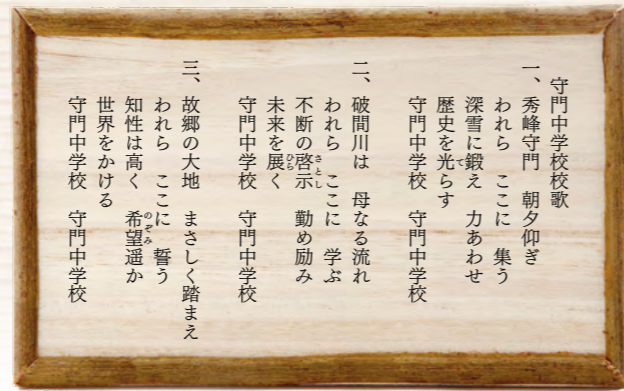 守門中学校校歌
一、秀峰守門　朝夕仰ぎ
われら　ここに　集う
深雪に鍛え　力あわせ
歴史を光らす
守門中学校　守門中学校
二、破間川は　母なる流れ
われら　ここに　学ぶ
不断の啓示　勤め励み
未来を展く
守門中学校　守門中学校
三、故郷の大地　まさしく踏まえ
われら　ここに　誓う
知性は高く　希望遥か
世界をかける
守門中学校　守門中学校